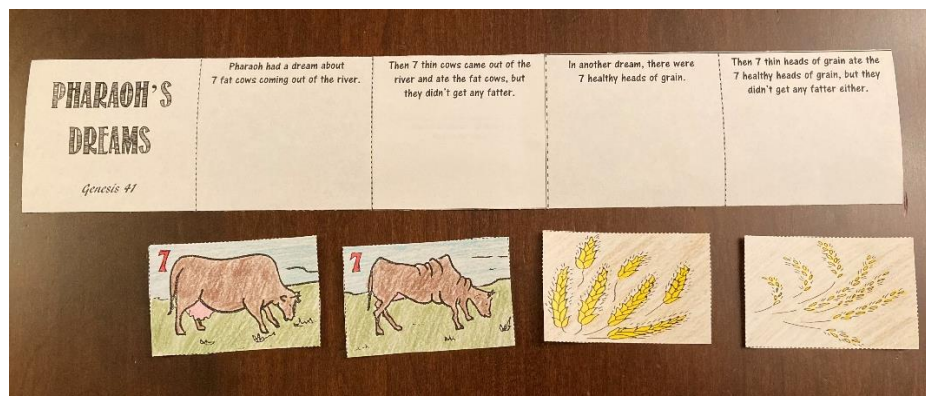 PHARAOH'S
DREAMS
Genesis 41
Pharaoh had a dream about
7 fat cows coming out of the river.
Then 7 thin cows came out of the
river and ate the fat cows, but
they didn't get any fatter.
In another dream, there were
7 healthy heads of grain.
Then 7 thin heads of grain ate the
7 healthy heads of grain, but they
didn't get any fatter either.
7
7